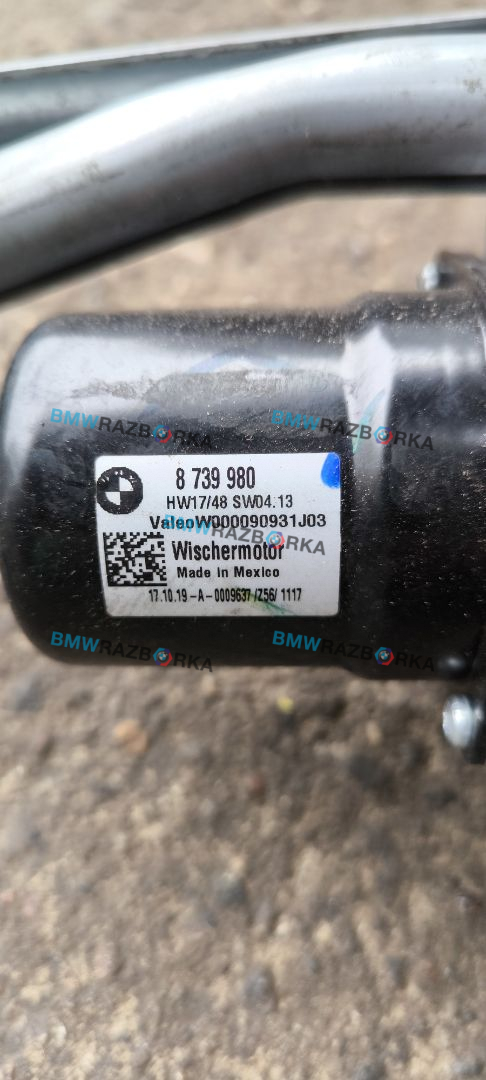 BMWRAZBORKA BMWRAZBORKA
8 739 980
HW17/48 SW04.13
ValeoW000090931J03
BMWRAZBORKA
Wischermotor
Made in Mexico
17.10.19-A-0009637/Z56/1117
BMWRAZBORKA BMWRAZBORKA